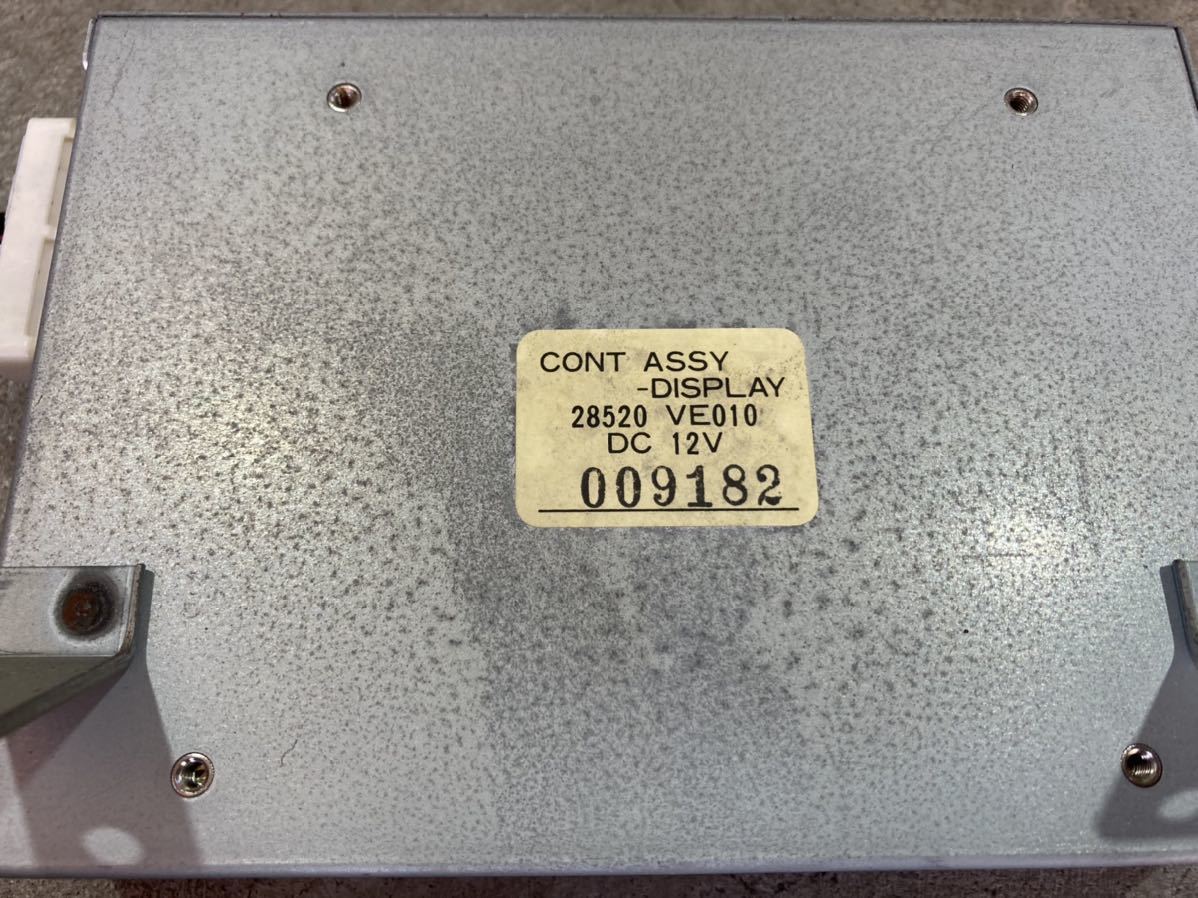 CONT ASSY
-DISPLAY
28520 VE010
DC 12V
009182